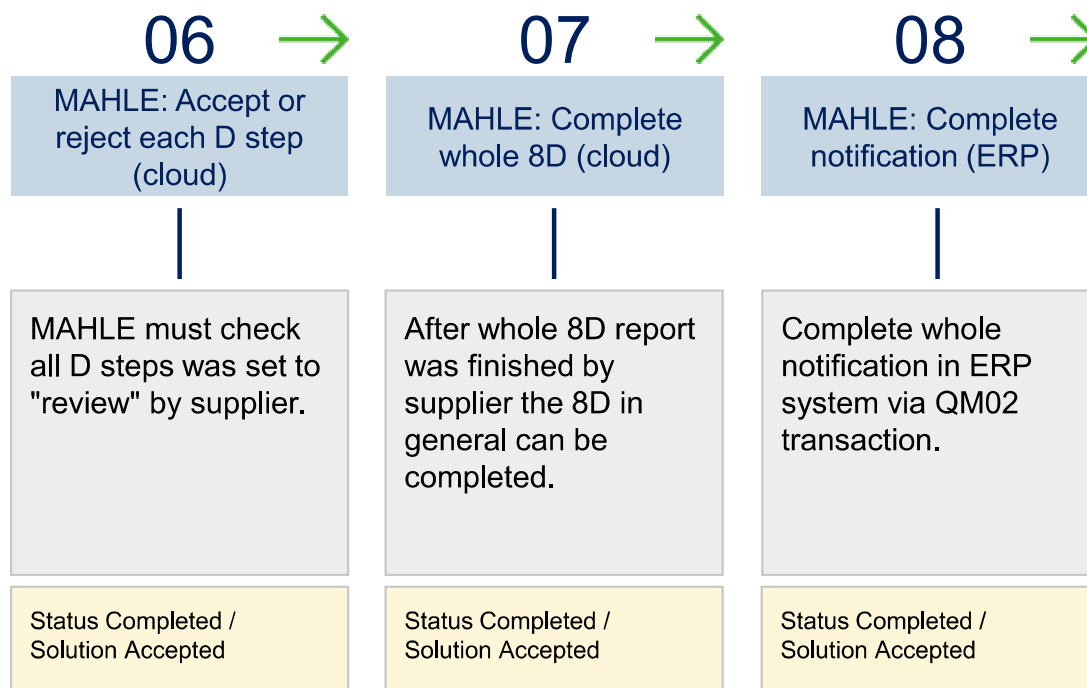 06
07
08
MAHLE: Accept or
reject each D step
(cloud)
MAHLE: Complete
whole 8D (cloud)
MAHLE: Complete
notification (ERP)
MAHLE must check
all D steps was set to
"review" by supplier.
After whole 8D report
was finished by
supplier the 8D in
general can be
completed.
Complete whole
notification in ERP
system via QM02
transaction.
Status Completed /
Solution Accepted
Status Completed /
Solution Accepted
Status Completed /
Solution Accepted